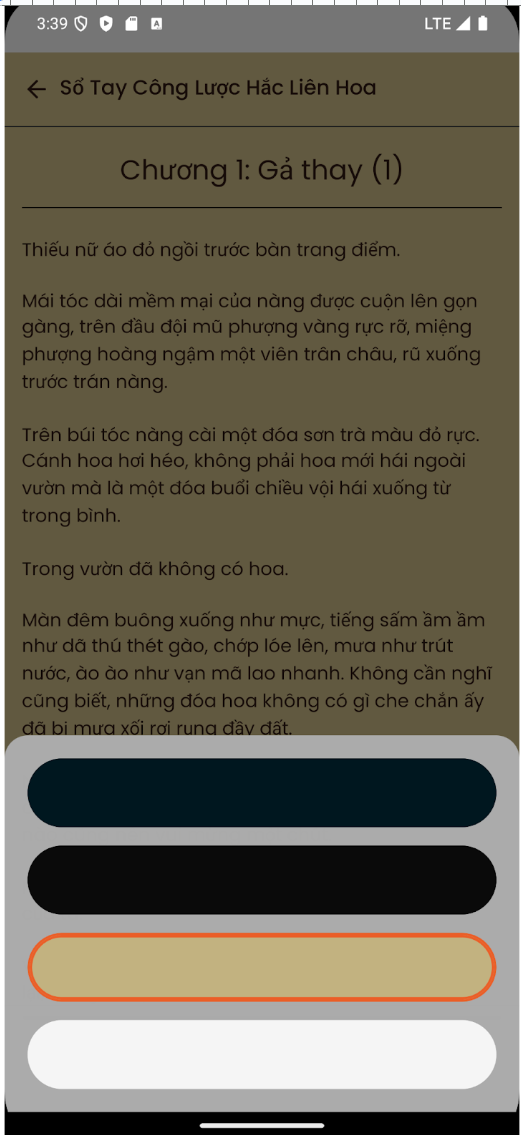 3:39
LTE
Sổ Tay Công Lược Hắc Liên Hoa
Chương 1: Gả thay (1)
Thiếu nữ áo đỏ ngồi trước bàn trang điểm.
Mái tóc dài mềm mại của nàng được cuộn lên gọn
gàng, trên đầu đội mũ phượng vàng rực rỡ, miệng
phượng hoàng ngậm một viên trân châu, rũ xuống
trước trán nàng.
Trên búi tóc nàng cài một đóa sơn trà màu đỏ rực.
Cánh hoa hơi héo, không phải hoa mới hái ngoài
vườn mà là một đóa buổi chiều vội hái xuống từ
trong bình.
Trong vườn đã không có hoa.
Màn đêm buông xuống như mực, tiếng sấm ầm ầm
như dã thú thét gào, chớp lóe lên, mưa như trút
nước, ào ào như vạn mã lao nhanh. Không cần nghĩ
cũng biết, những đóa hoa không có gì che chắn ấy
đã bị mưa xối rơi rụng đầy đất.